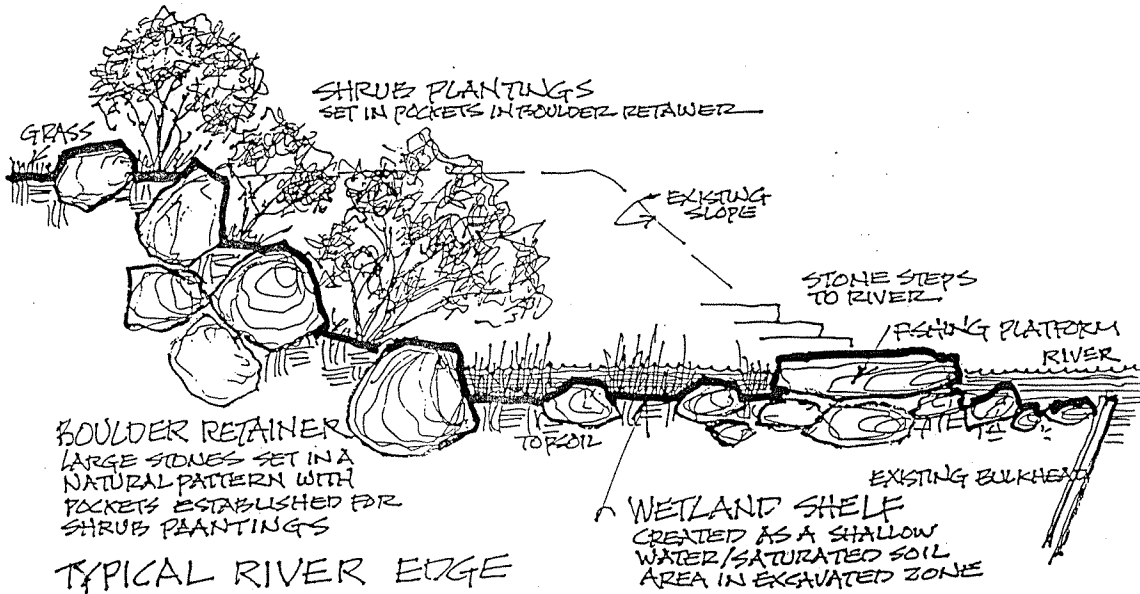 GRASS
SHRUB PLANTINGS
SET IN POCKETS IN BOULDER RETAINER
EXISTING
SLOPE
STONE STEPS
TO RIVER
FISHING PLATFORM
RIVER
BOULDER RETAINER
LARGE STONES SET IN A
NATURAL PATTERN WITH
POCKETS ESTABLISHED FOR
SHRUB PLANTINGS
TOPSOIL
EXISTING BULKHEAD
WETLAND SHELF
CREATED AS A SHALLOW
WATER/SATURATED SOIL
AREA IN EXCAVATED ZONE
TYPICAL RIVER EDGE